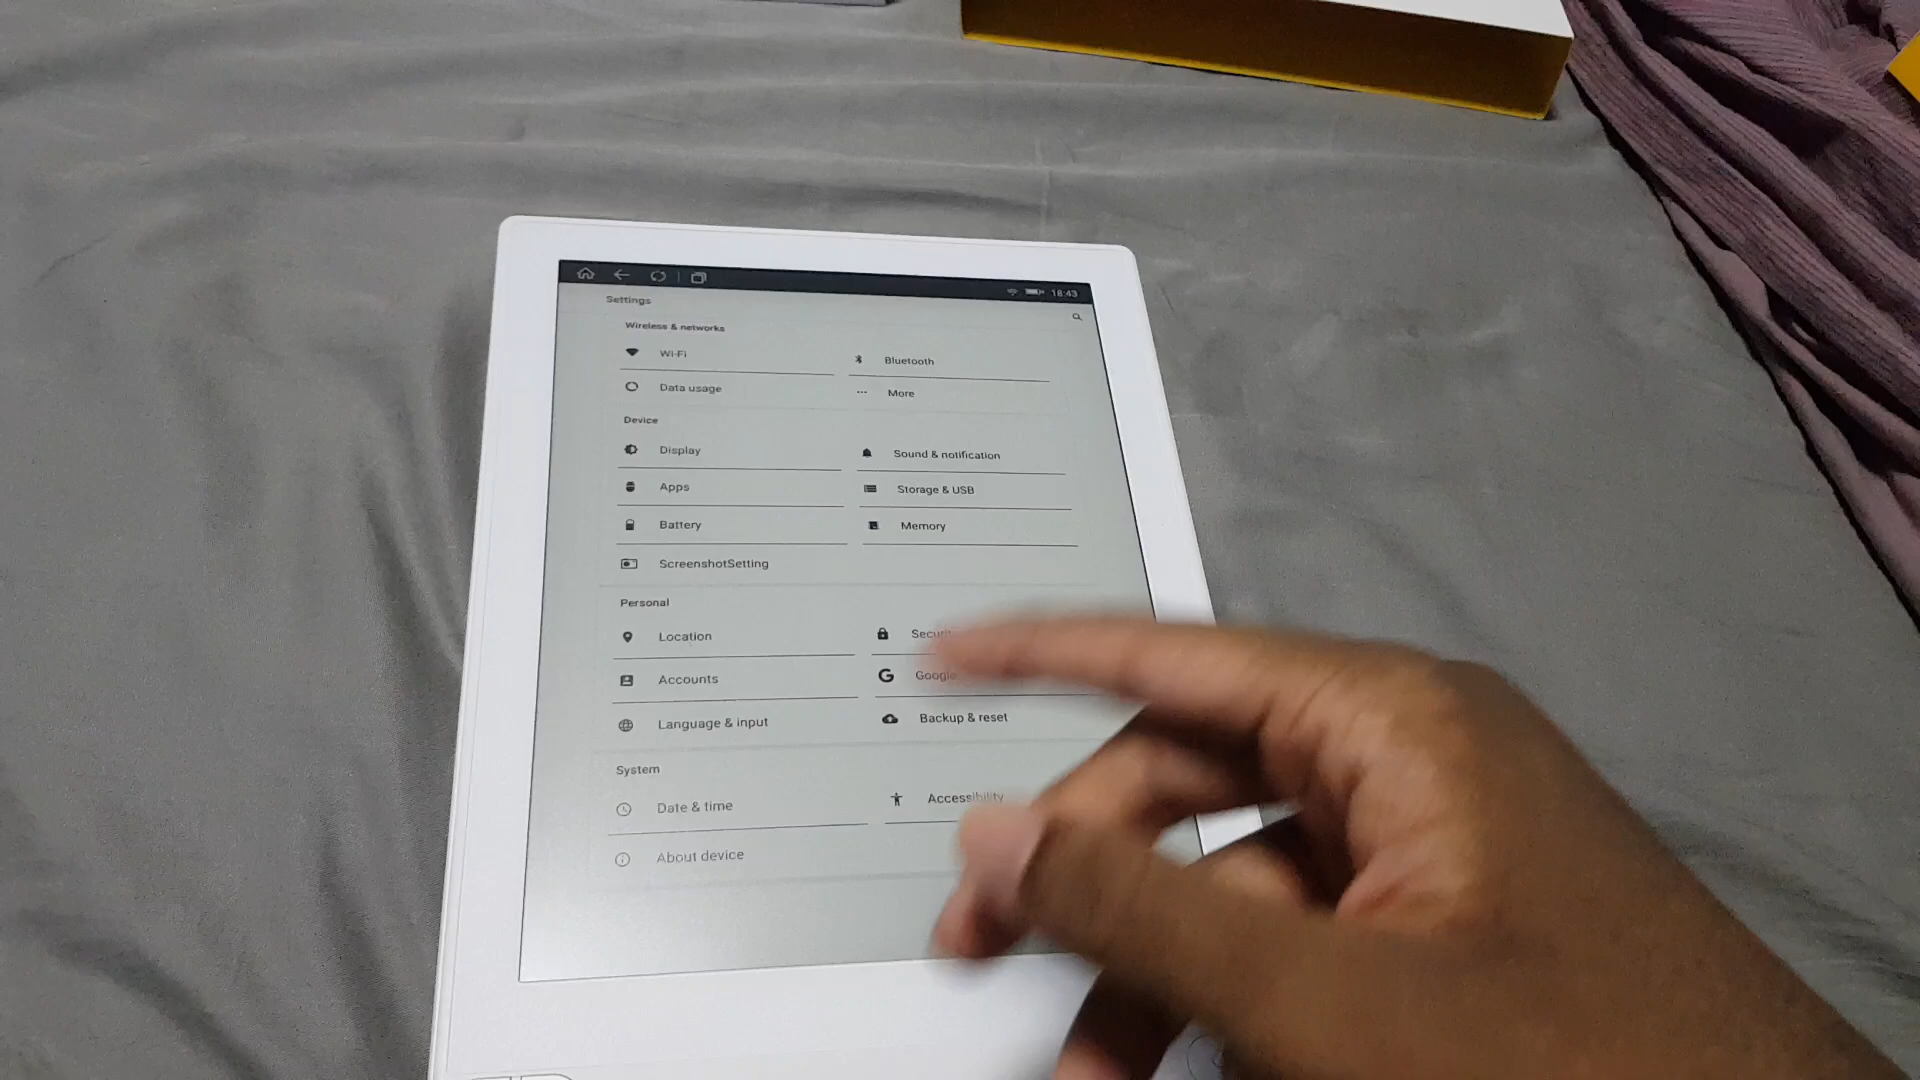 18:43
Settings
Wireless & networks
Wi-Fi Bluetooth
Data usage More
Device
Display Sound & notification
Apps Storage & USB
Battery Memory
ScreenshotSetting
Personal
Location
Accounts Google
Language & input Backup & reset
System
Date & time Accessibility
About device